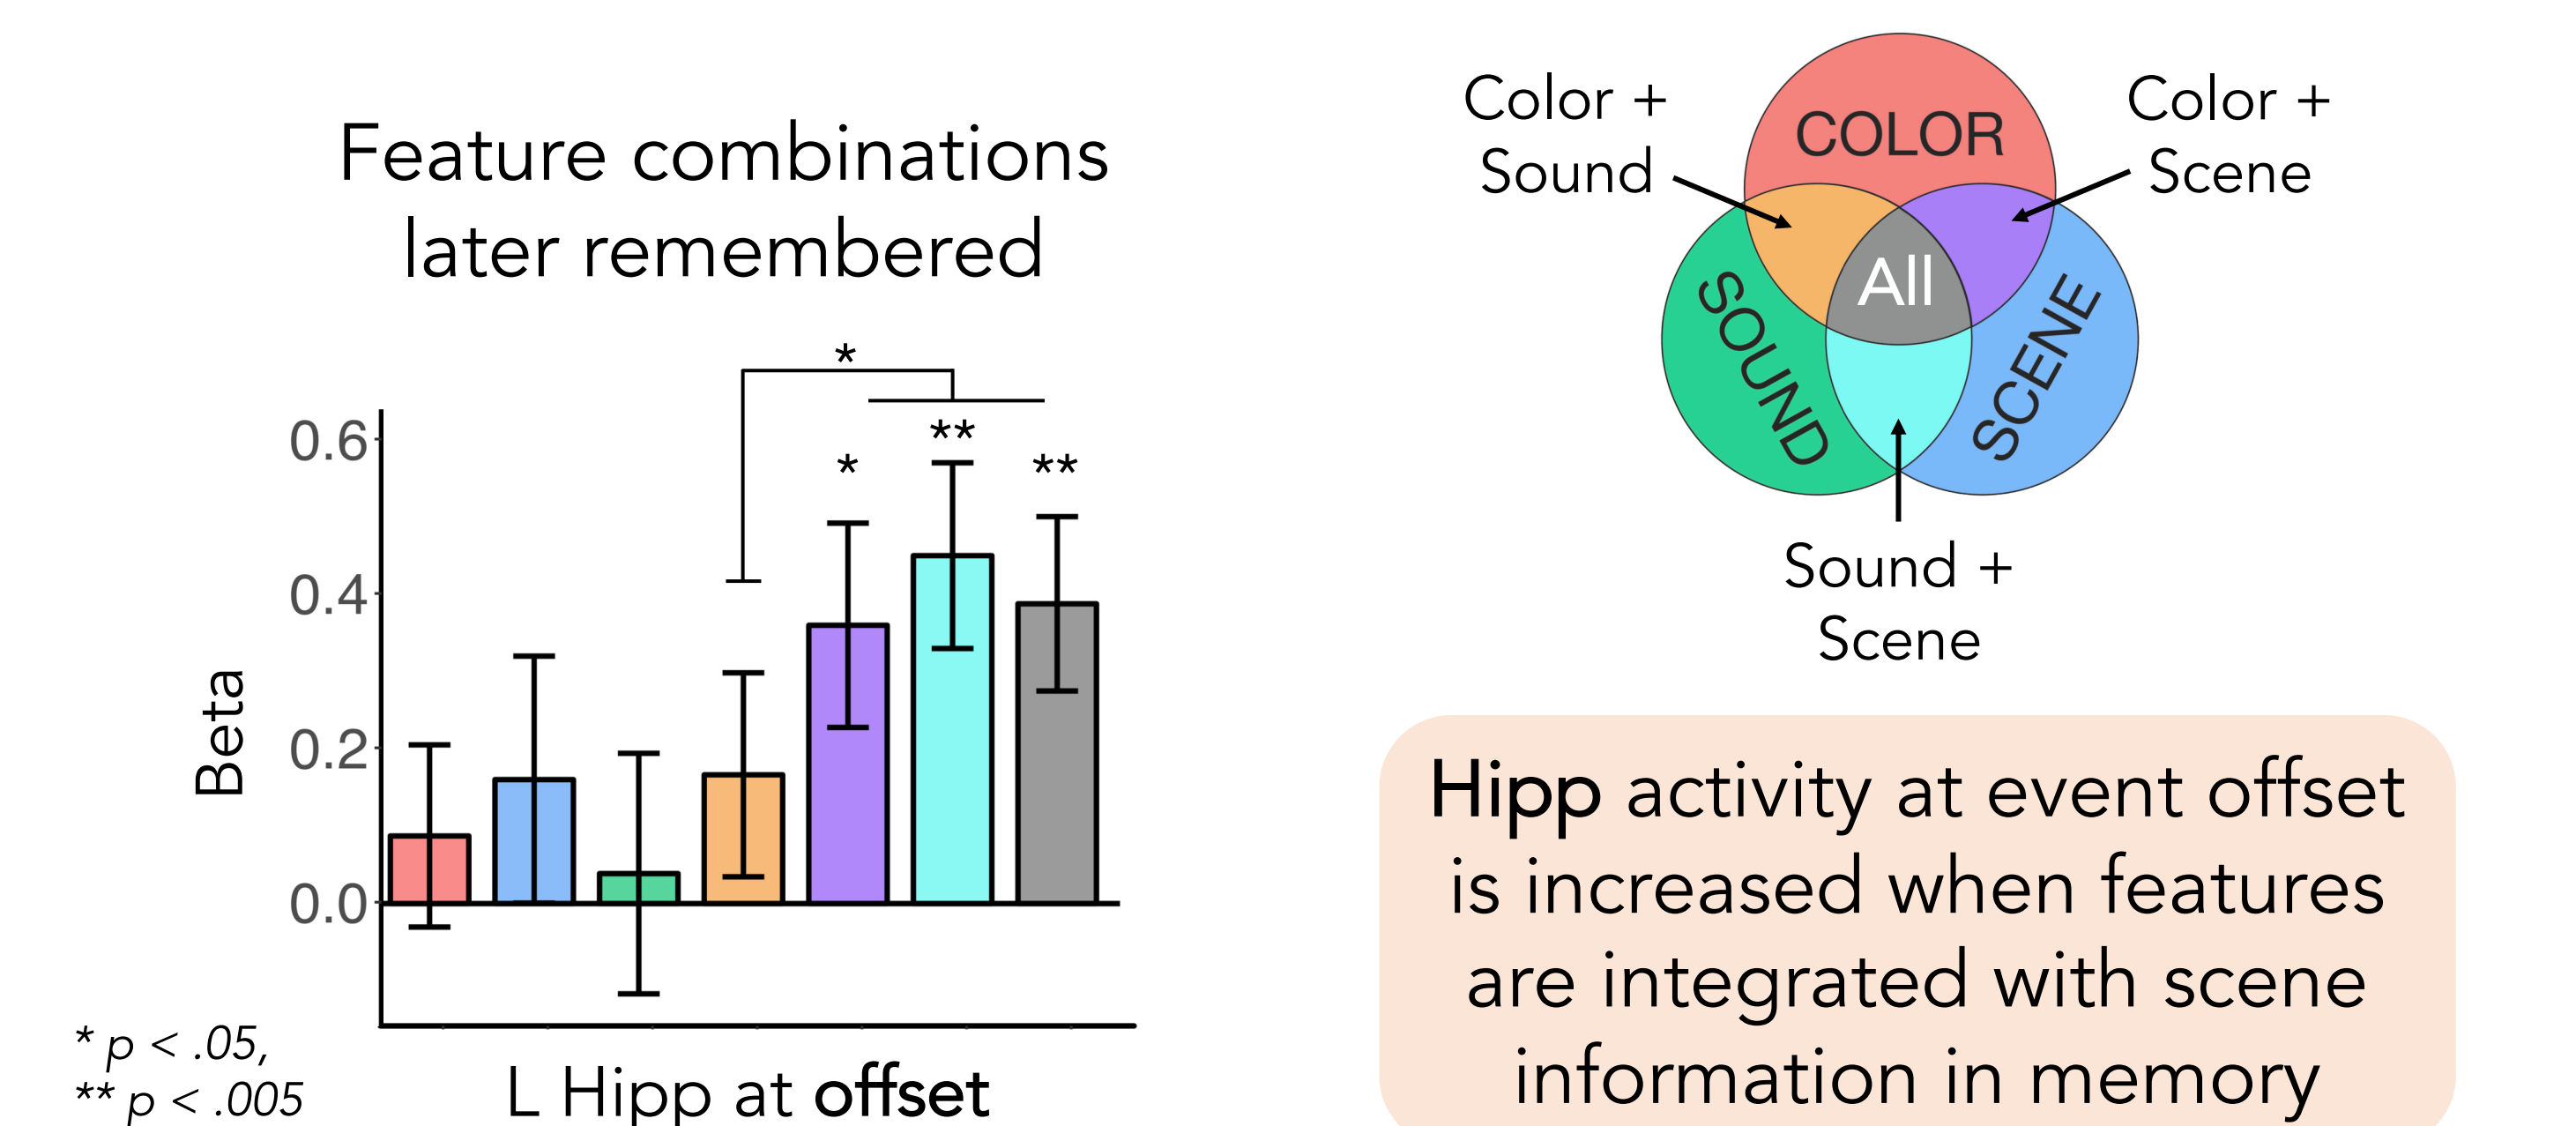 Feature combinations
later remembered
*
**
*
**
0.6
0.4
0.2
0.0
Beta
L Hipp at offset
* p < .05,
** p < .005
Color +
Sound
Color +
Scene
COLOR
All
SOUND
SCENE
Sound +
Scene
Hipp activity at event offset
is increased when features
are integrated with scene
information in memory